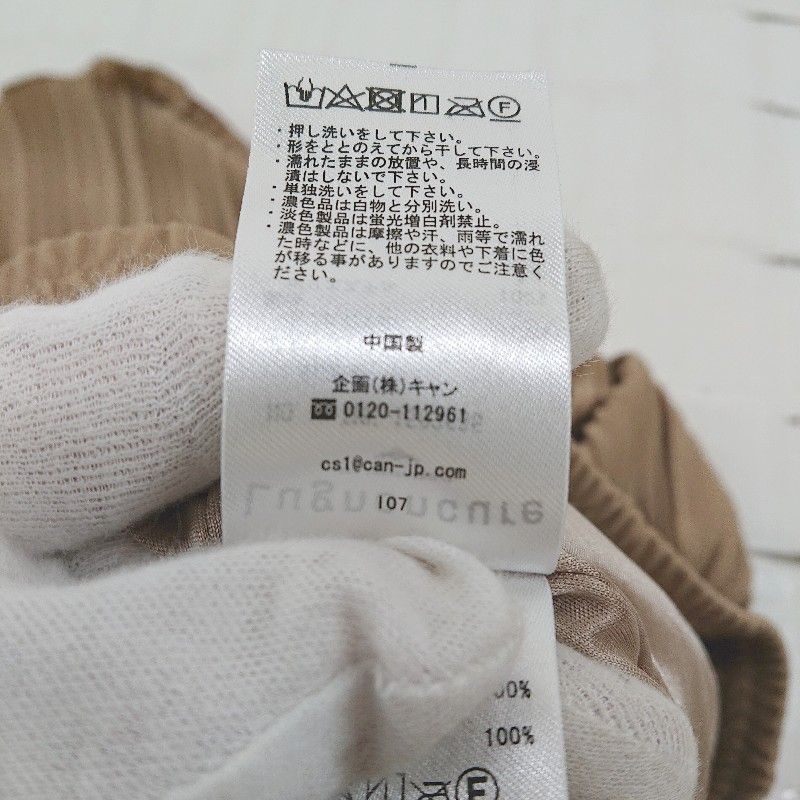 ・押し洗いをして下さい。
・形をととのえてから干して下さい。
・濡れたままの放置や、長時間の浸
漬はしないで下さい。
・単独洗いをして下さい。
・濃色品は白物と分別洗い。
・淡色製品は蛍光増白剤禁止。
・濃色製品は摩擦や汗、雨等で濡れ
た時などに、他の衣料や下着に色
が移る事がありますのでご注意く
ださい。
中国製
企画(株)キャン
0120-112961
cs1@can-jp.com
I07
100%
F